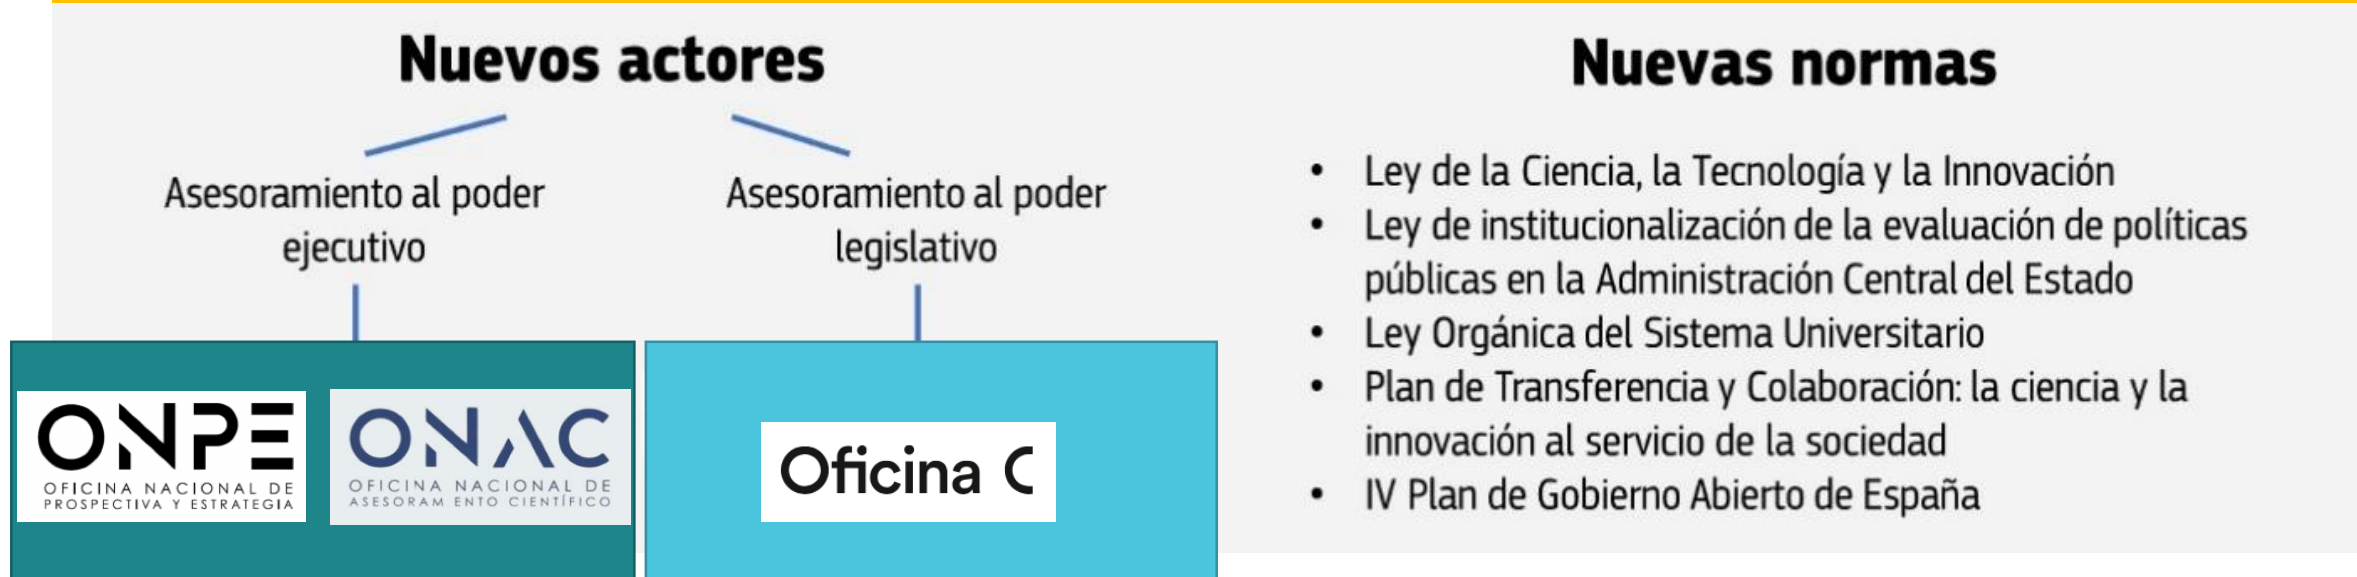 Nuevos actores
Asesoramiento al poder
ejecutivo
Asesoramiento al poder
legislativo
ONPE
OFICINA NACIONAL DE
PROSPECTIVA Y ESTRATEGIA
ONAC
OFICINA NACIONAL DE
ASESORAM ENTO CIENTÍFICO
Oficina C
Nuevas normas
• Ley de la Ciencia, la Tecnología y la Innovación
• Ley de institucionalización de la evaluación de políticas
públicas en la Administración Central del Estado
• Ley Orgánica del Sistema Universitario
• Plan de Transferencia y Colaboración: la ciencia y la
innovación al servicio de la sociedad
• IV Plan de Gobierno Abierto de España